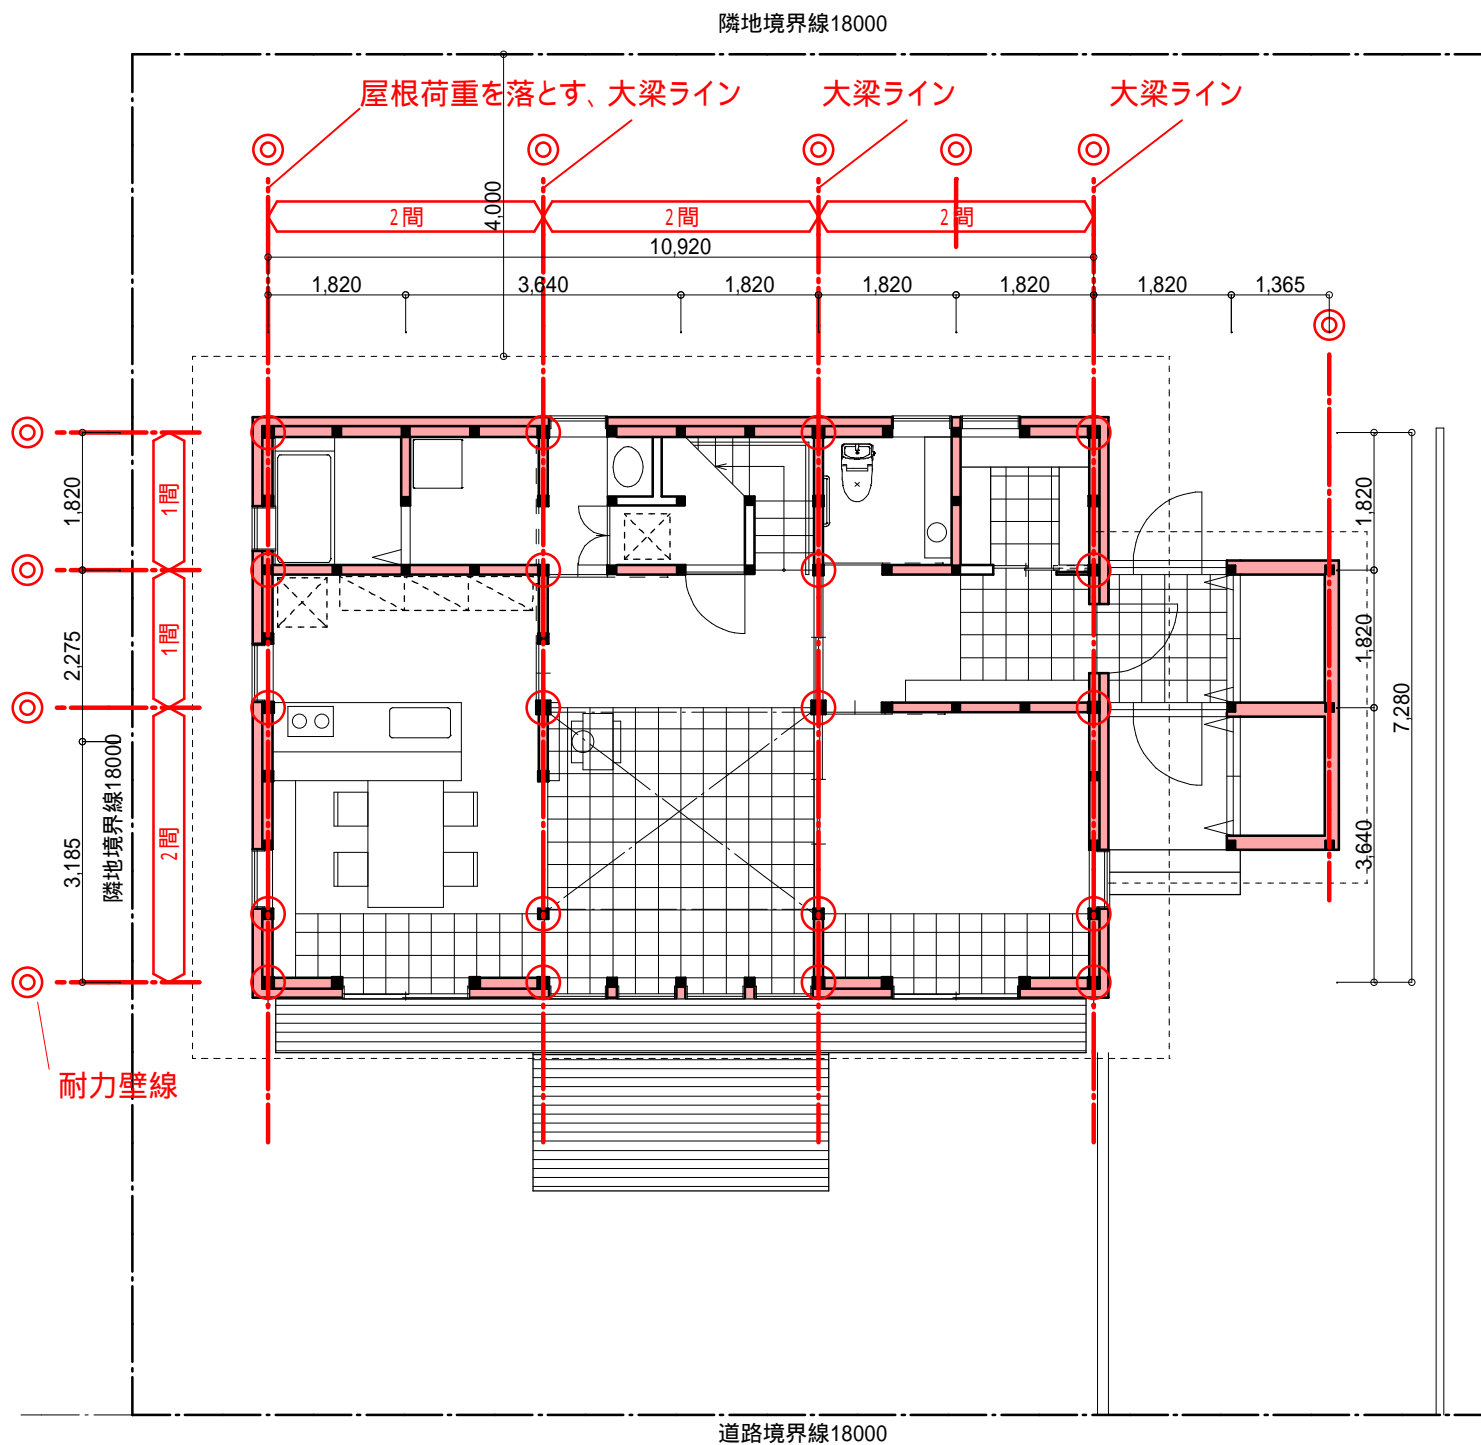 隣地境界線18000
屋根荷重を落とす、大梁ライン
大梁ライン
大梁ライン
4,000
2間
2間
2間
10,920
1,820
3,640
1,820
1,820
1,820
1,820
1,365
1,820
2,275
3,185
1間
1間
2間
隣地境界線18000
1,820
1,820
3,640
7,280
耐力壁線
道路境界線18000